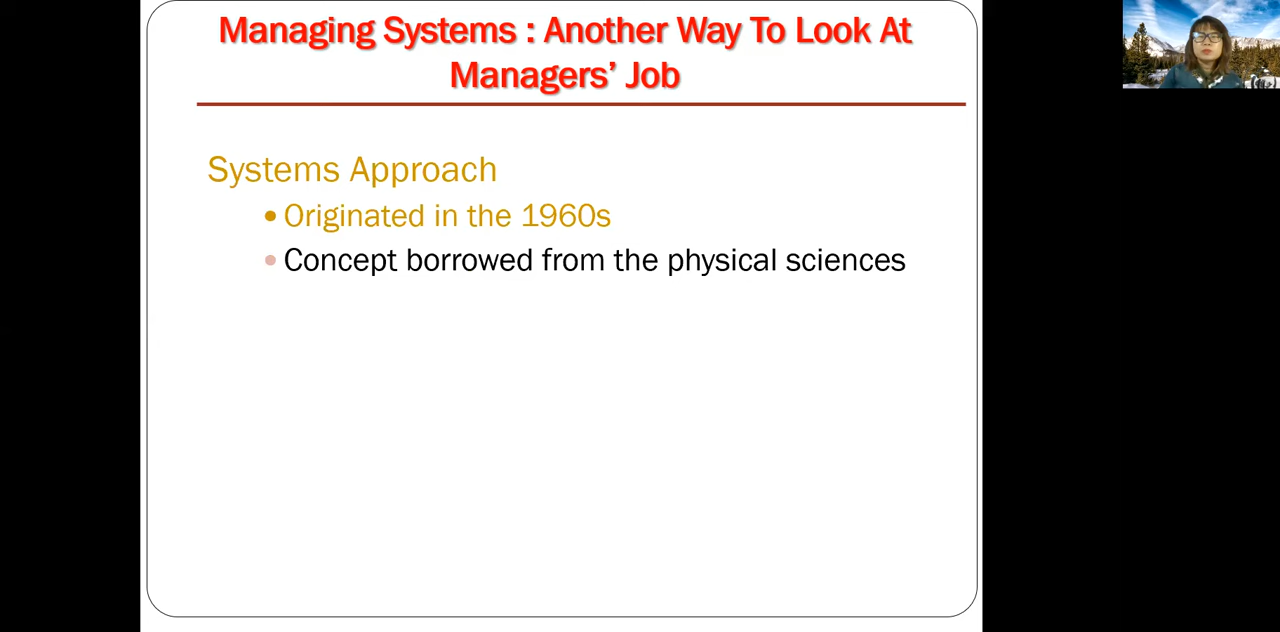 Managing Systems : Another Way To Look At
Managers’ Job
Systems Approach
• Originated in the 1960s
• Concept borrowed from the physical sciences